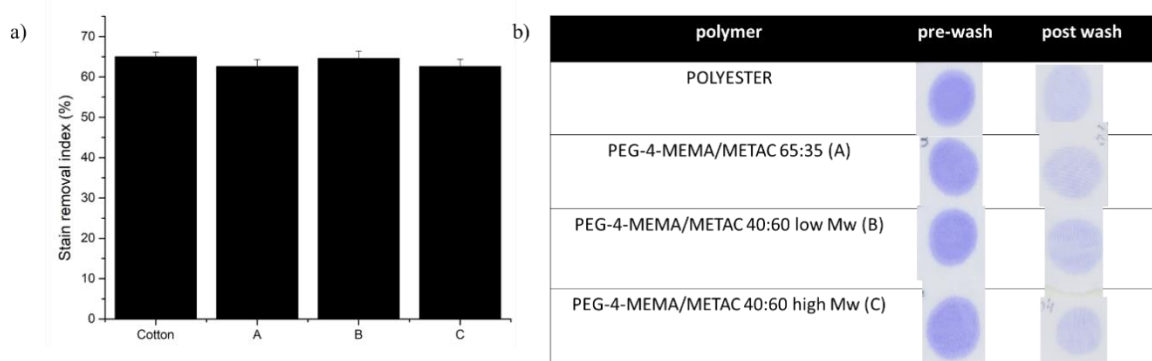 a)
Stain removal index (%)
70
60
50
40
30
20
10
0
Cotton A B C
b)
polymer pre-wash post wash
POLYESTER
PEG-4-MEMA/METAC 65:35 (A)
PEG-4-MEMA/METAC 40:60 low Mw (B)
PEG-4-MEMA/METAC 40:60 high Mw (C)